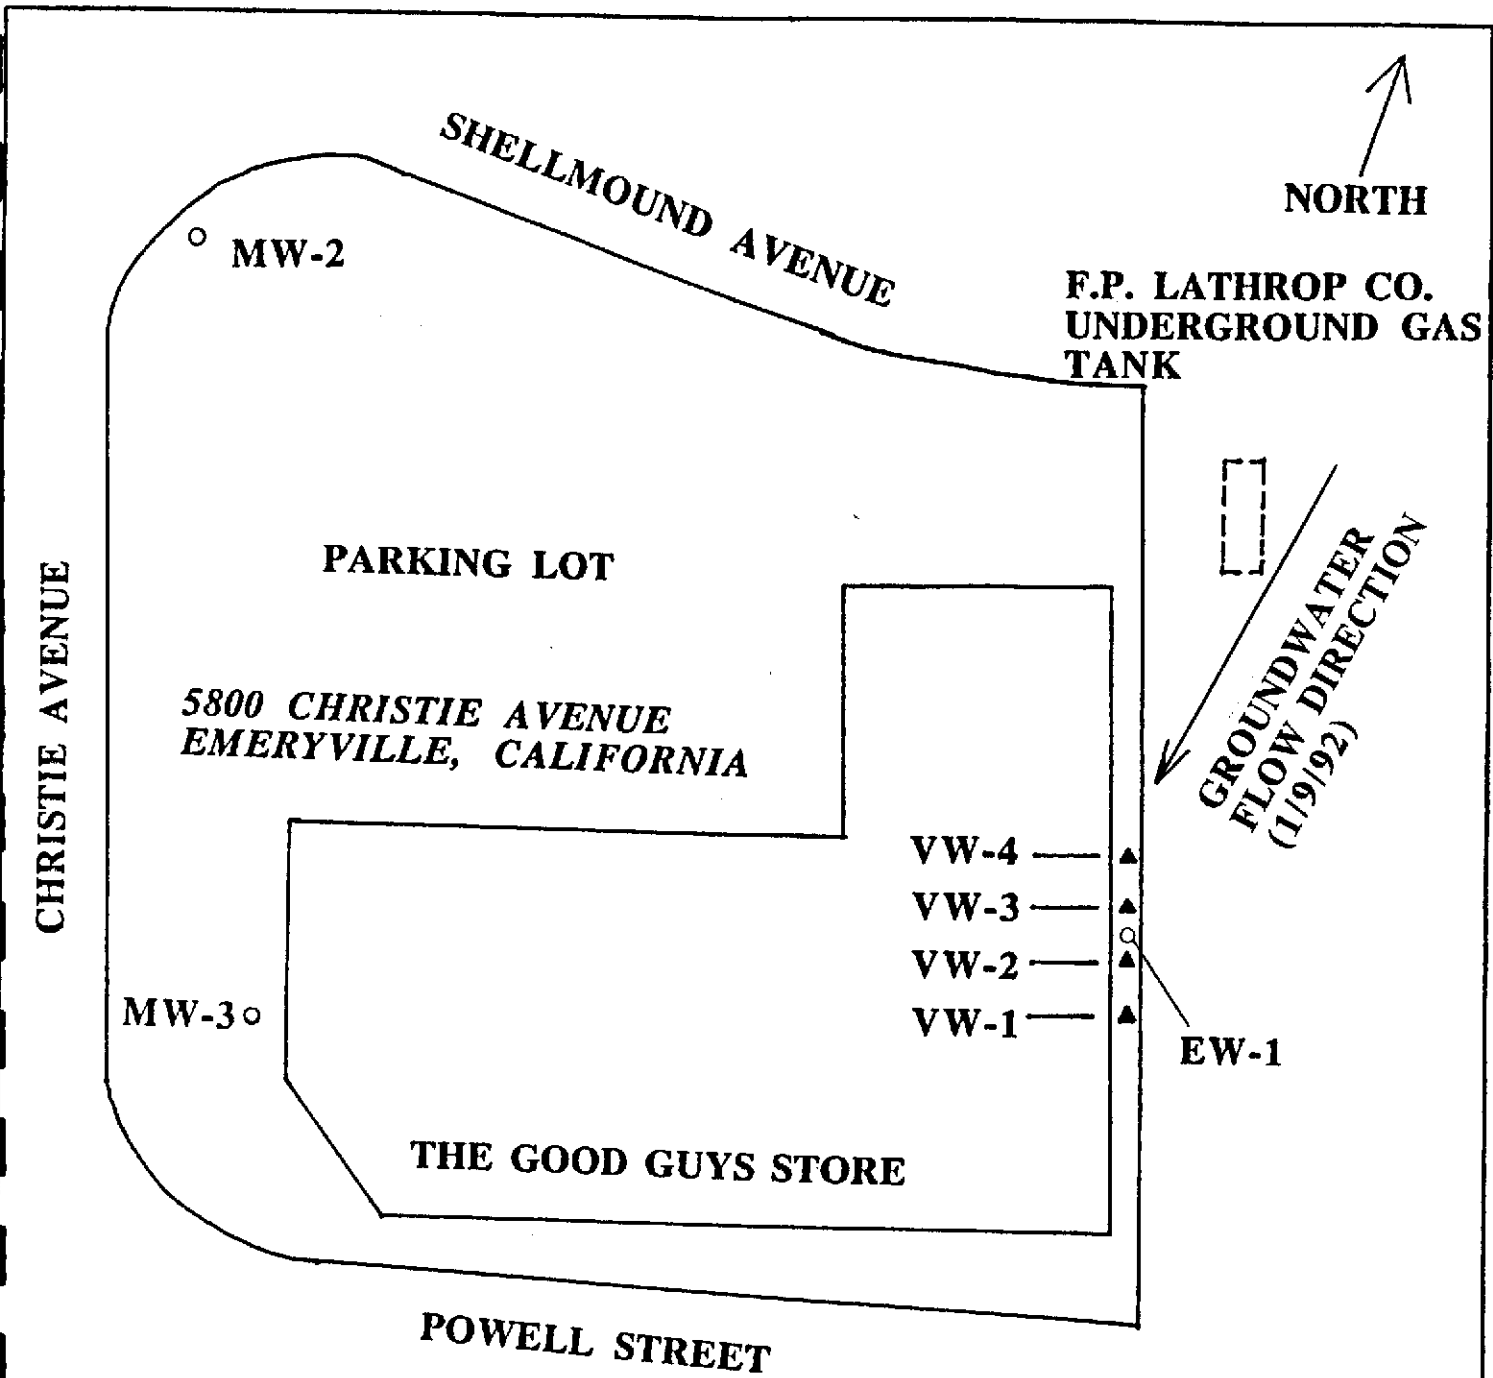 SHELLMOUND AVENUE
NORTH
MW-2
F.P. LATHROP CO.
UNDERGROUND GAS
TANK
PARKING LOT
GROUNDWATER
FLOW DIRECTION
(1/9/92)
CHRISTIE AVENUE
5800 CHRISTIE AVENUE
EMERYVILLE, CALIFORNIA
VW-4
VW-3
VW-2
VW-1
MW-3
EW-1
THE GOOD GUYS STORE
POWELL STREET